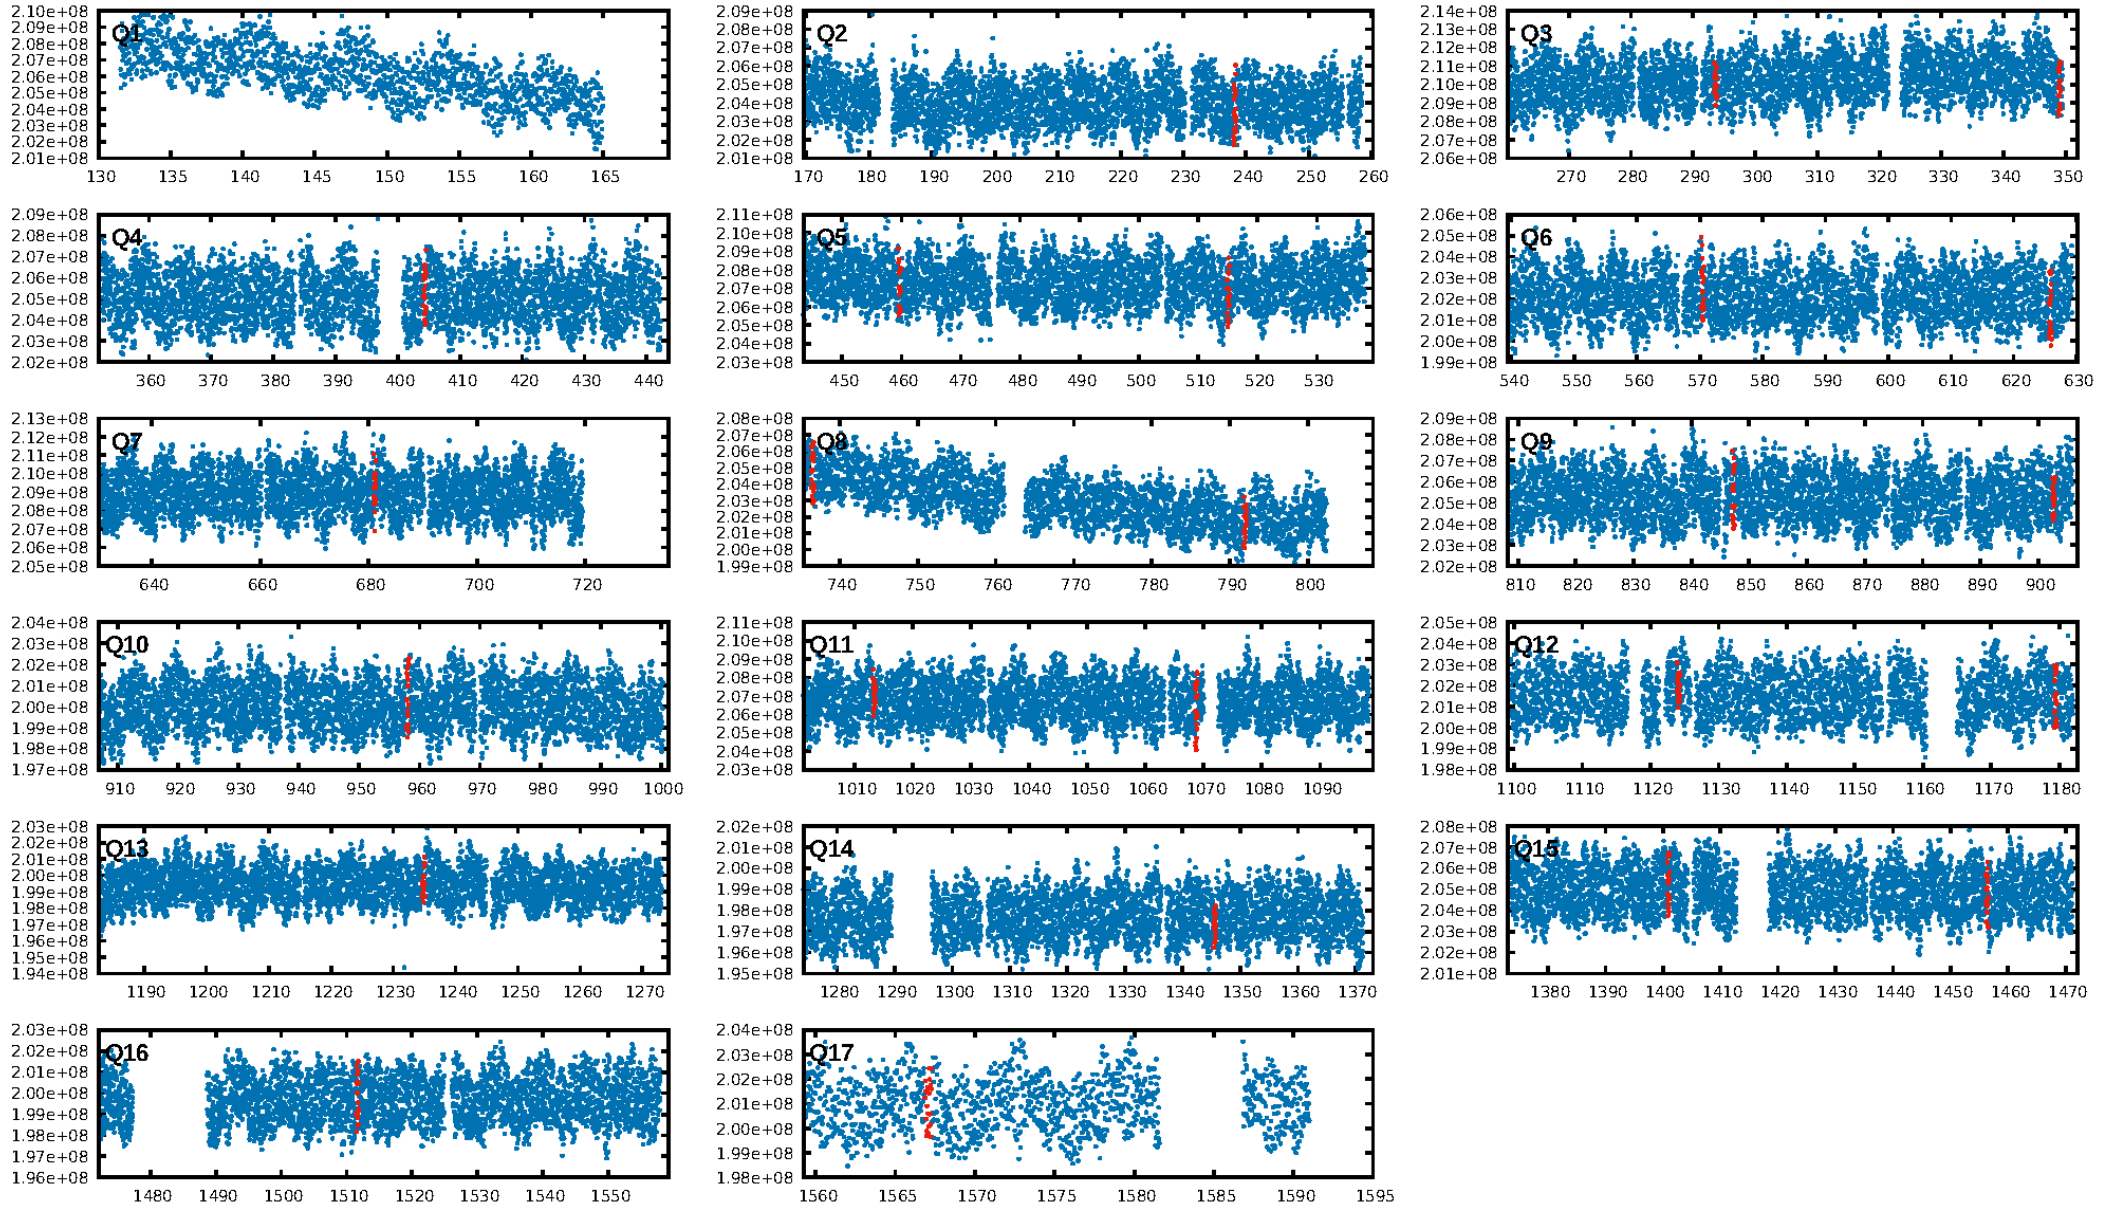 Q1
2.10e+08
2.09e+08
2.08e+08
2.07e+08
2.06e+08
2.05e+08
2.04e+08
2.03e+08
2.02e+08
2.01e+08
130 135 140 145 150 155 160 165
Q2
2.09e+08
2.08e+08
2.07e+08
2.06e+08
2.05e+08
2.04e+08
2.03e+08
2.02e+08
2.01e+08
170 180 190 200 210 220 230 240 250 260
Q3
2.14e+08
2.13e+08
2.12e+08
2.11e+08
2.10e+08
2.09e+08
2.08e+08
2.07e+08
2.06e+08
270 280 290 300 310 320 330 340 350
Q4
2.09e+08
2.08e+08
2.07e+08
2.06e+08
2.05e+08
2.04e+08
2.03e+08
2.02e+08
360 370 380 390 400 410 420 430 440
Q5
2.11e+08
2.10e+08
2.09e+08
2.08e+08
2.07e+08
2.06e+08
2.05e+08
2.04e+08
2.03e+08
450 460 470 480 490 500 510 520 530
Q6
2.06e+08
2.05e+08
2.04e+08
2.03e+08
2.02e+08
2.01e+08
2.00e+08
1.99e+08
540 550 560 570 580 590 600 610 620 630
Q7
2.13e+08
2.12e+08
2.11e+08
2.10e+08
2.09e+08
2.08e+08
2.07e+08
2.06e+08
2.05e+08
640 660 680 700 720
Q8
2.08e+08
2.07e+08
2.06e+08
2.05e+08
2.04e+08
2.03e+08
2.02e+08
2.01e+08
2.00e+08
1.99e+08
740 750 760 770 780 790 800
Q9
2.09e+08
2.08e+08
2.07e+08
2.06e+08
2.05e+08
2.04e+08
2.03e+08
2.02e+08
810 820 830 840 850 860 870 880 890 900
Q10
2.04e+08
2.03e+08
2.02e+08
2.01e+08
2.00e+08
1.99e+08
1.98e+08
1.97e+08
910 920 930 940 950 960 970 980 990 1000
Q11
2.11e+08
2.10e+08
2.09e+08
2.08e+08
2.07e+08
2.06e+08
2.05e+08
2.04e+08
2.03e+08
1010 1020 1030 1040 1050 1060 1070 1080 1090
Q12
2.05e+08
2.04e+08
2.03e+08
2.02e+08
2.01e+08
2.00e+08
1.99e+08
1.98e+08
1100 1110 1120 1130 1140 1150 1160 1170 1180
Q13
2.03e+08
2.02e+08
2.01e+08
2.00e+08
1.99e+08
1.98e+08
1.97e+08
1.96e+08
1.95e+08
1.94e+08
1190 1200 1210 1220 1230 1240 1250 1260 1270
Q14
2.02e+08
2.01e+08
2.00e+08
1.99e+08
1.98e+08
1.97e+08
1.96e+08
1.95e+08
1280 1290 1300 1310 1320 1330 1340 1350 1360 1370
Q15
2.08e+08
2.07e+08
2.06e+08
2.05e+08
2.04e+08
2.03e+08
2.02e+08
2.01e+08
1380 1390 1400 1410 1420 1430 1440 1450 1460 1470
Q16
2.03e+08
2.02e+08
2.01e+08
2.00e+08
1.99e+08
1.98e+08
1.97e+08
1.96e+08
1480 1490 1500 1510 1520 1530 1540 1550
Q17
2.04e+08
2.03e+08
2.02e+08
2.01e+08
2.00e+08
1.99e+08
1.98e+08
1560 1565 1570 1575 1580 1585 1590 1595